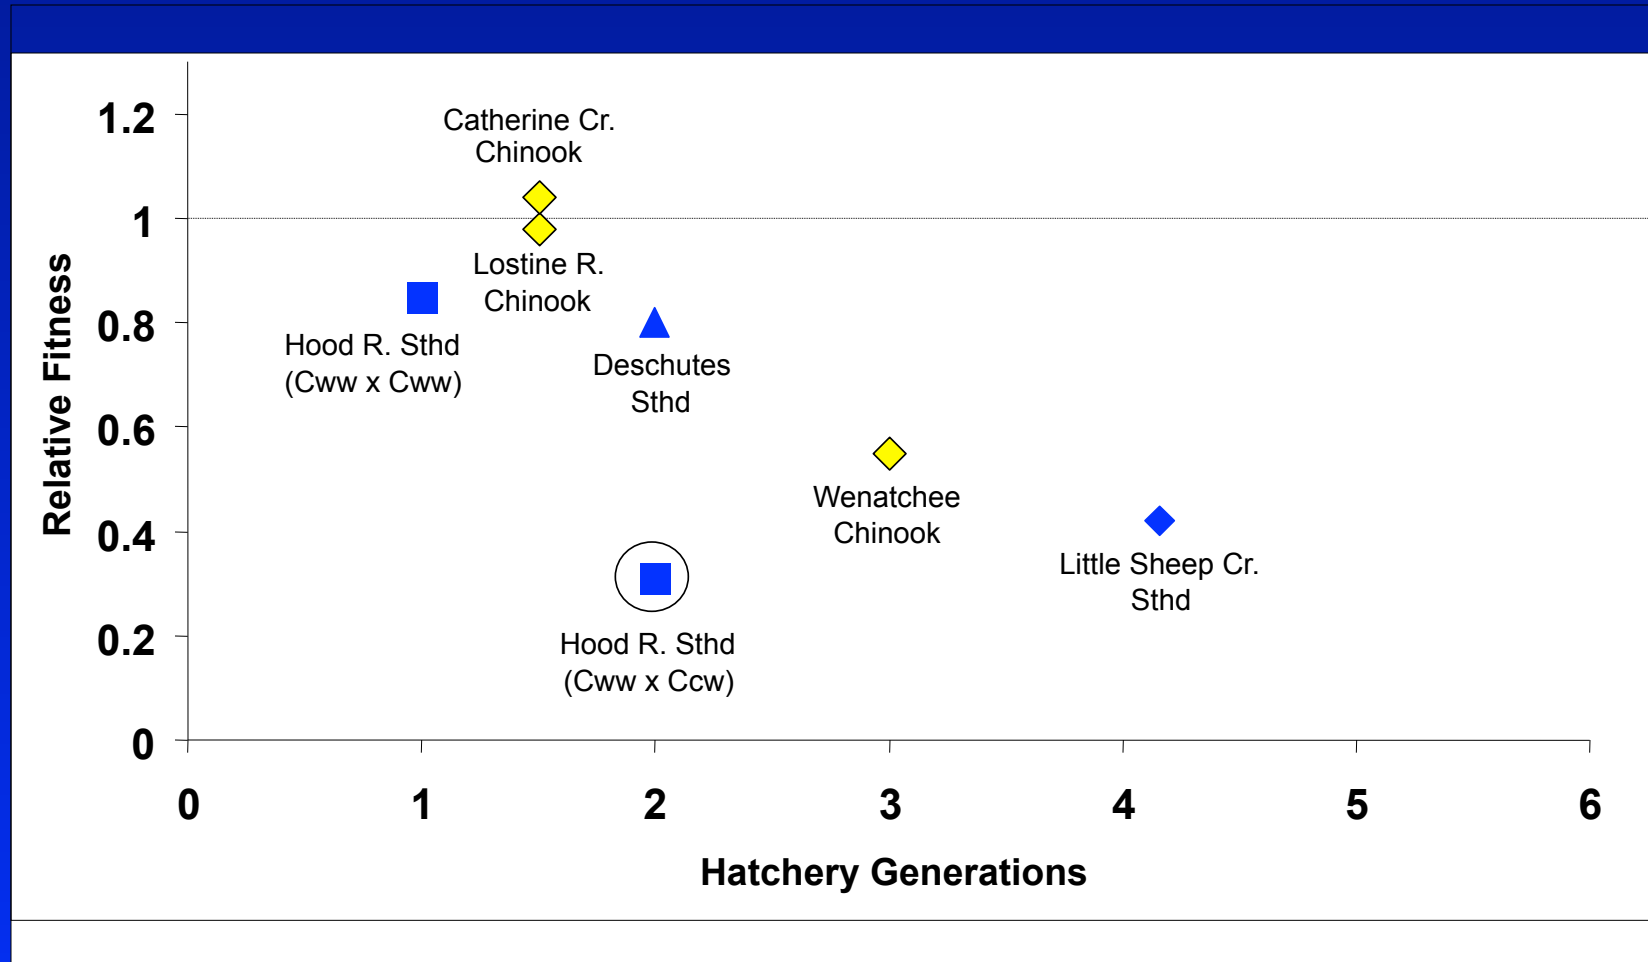 1.2
1
0.8
0.6
0.4
0.2
0
Relative Fitness
Catherine Cr.
Chinook
Lostine R.
Chinook
Hood R. Sthd
(Cww x Cww)
Deschutes
Sthd
Wenatchee
Chinook
Little Sheep Cr.
Sthd
Hood R. Sthd
(Cww x Ccw)
0 1 2 3 4 5 6
Hatchery Generations